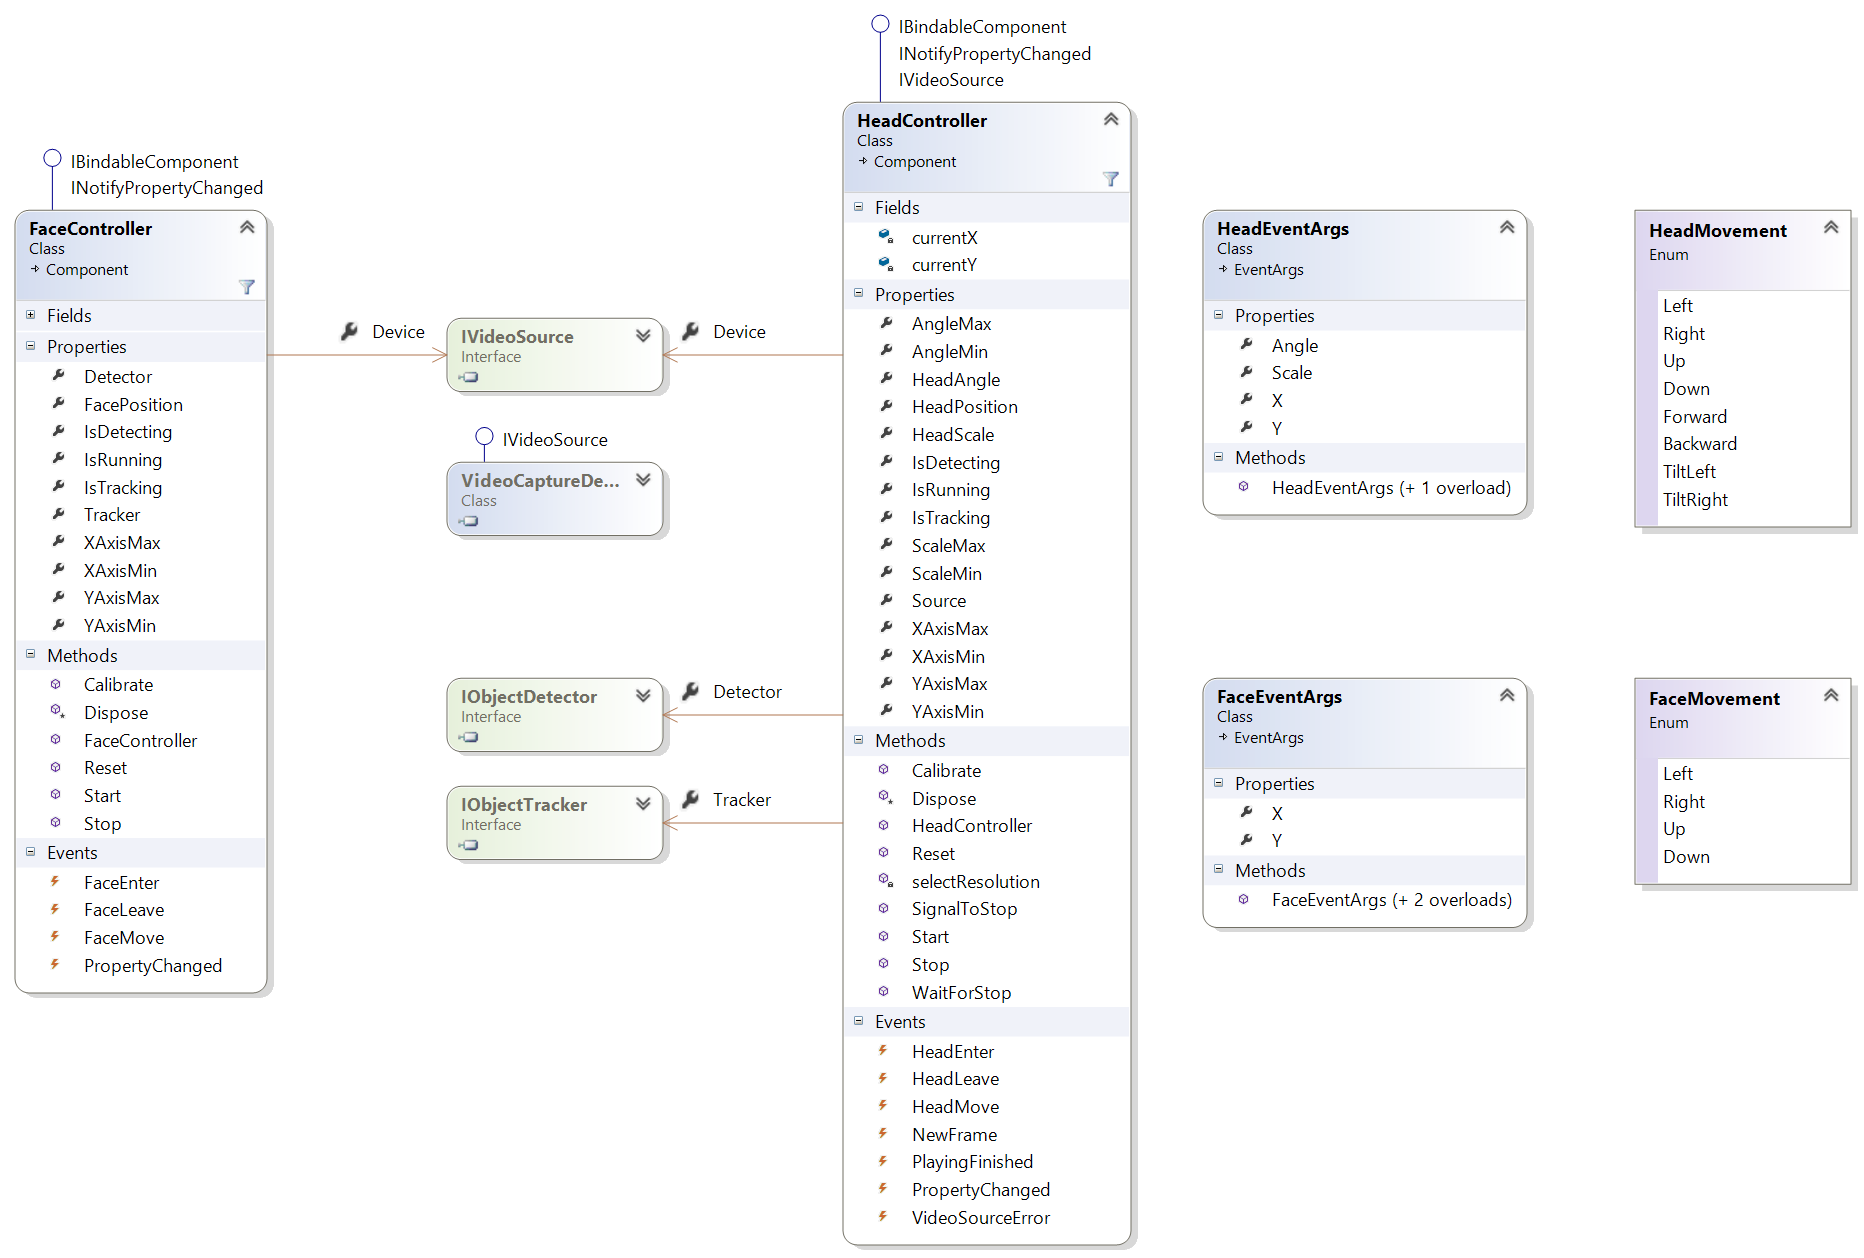 IBindableComponent
INotifyPropertyChanged
FaceController
Class
Component
Fields
Properties
Detector
FacePosition
IsDetecting
IsRunning
IsTracking
Tracker
XAxisMax
XAxisMin
YAxisMax
YAxisMin
Methods
Calibrate
Dispose
FaceController
Reset
Start
Stop
Events
FaceEnter
FaceLeave
FaceMove
PropertyChanged
Device
IVideoSource
Interface
Device
IVideoSource
VideoCaptureDe...
Class
IObjectDetector
Interface
Detector
IObjectTracker
Interface
Tracker
IBindableComponent
INotifyPropertyChanged
IVideoSource
HeadController
Class
Component
Fields
currentX
currentY
Properties
AngleMax
AngleMin
HeadAngle
HeadPosition
HeadScale
IsDetecting
IsRunning
IsTracking
ScaleMax
ScaleMin
Source
XAxisMax
XAxisMin
YAxisMax
YAxisMin
Methods
Calibrate
Dispose
HeadController
Reset
selectResolution
SignalToStop
Start
Stop
WaitForStop
Events
HeadEnter
HeadLeave
HeadMove
NewFrame
PlayingFinished
PropertyChanged
VideoSourceError
HeadEventArgs
Class
EventArgs
Properties
Angle
Scale
X
Y
Methods
HeadEventArgs (+ 1 overload)
HeadMovement
Enum
Left
Right
Up
Down
Forward
Backward
TiltLeft
TiltRight
FaceEventArgs
Class
EventArgs
Properties
X
Y
Methods
FaceEventArgs (+ 2 overloads)
FaceMovement
Enum
Left
Right
Up
Down